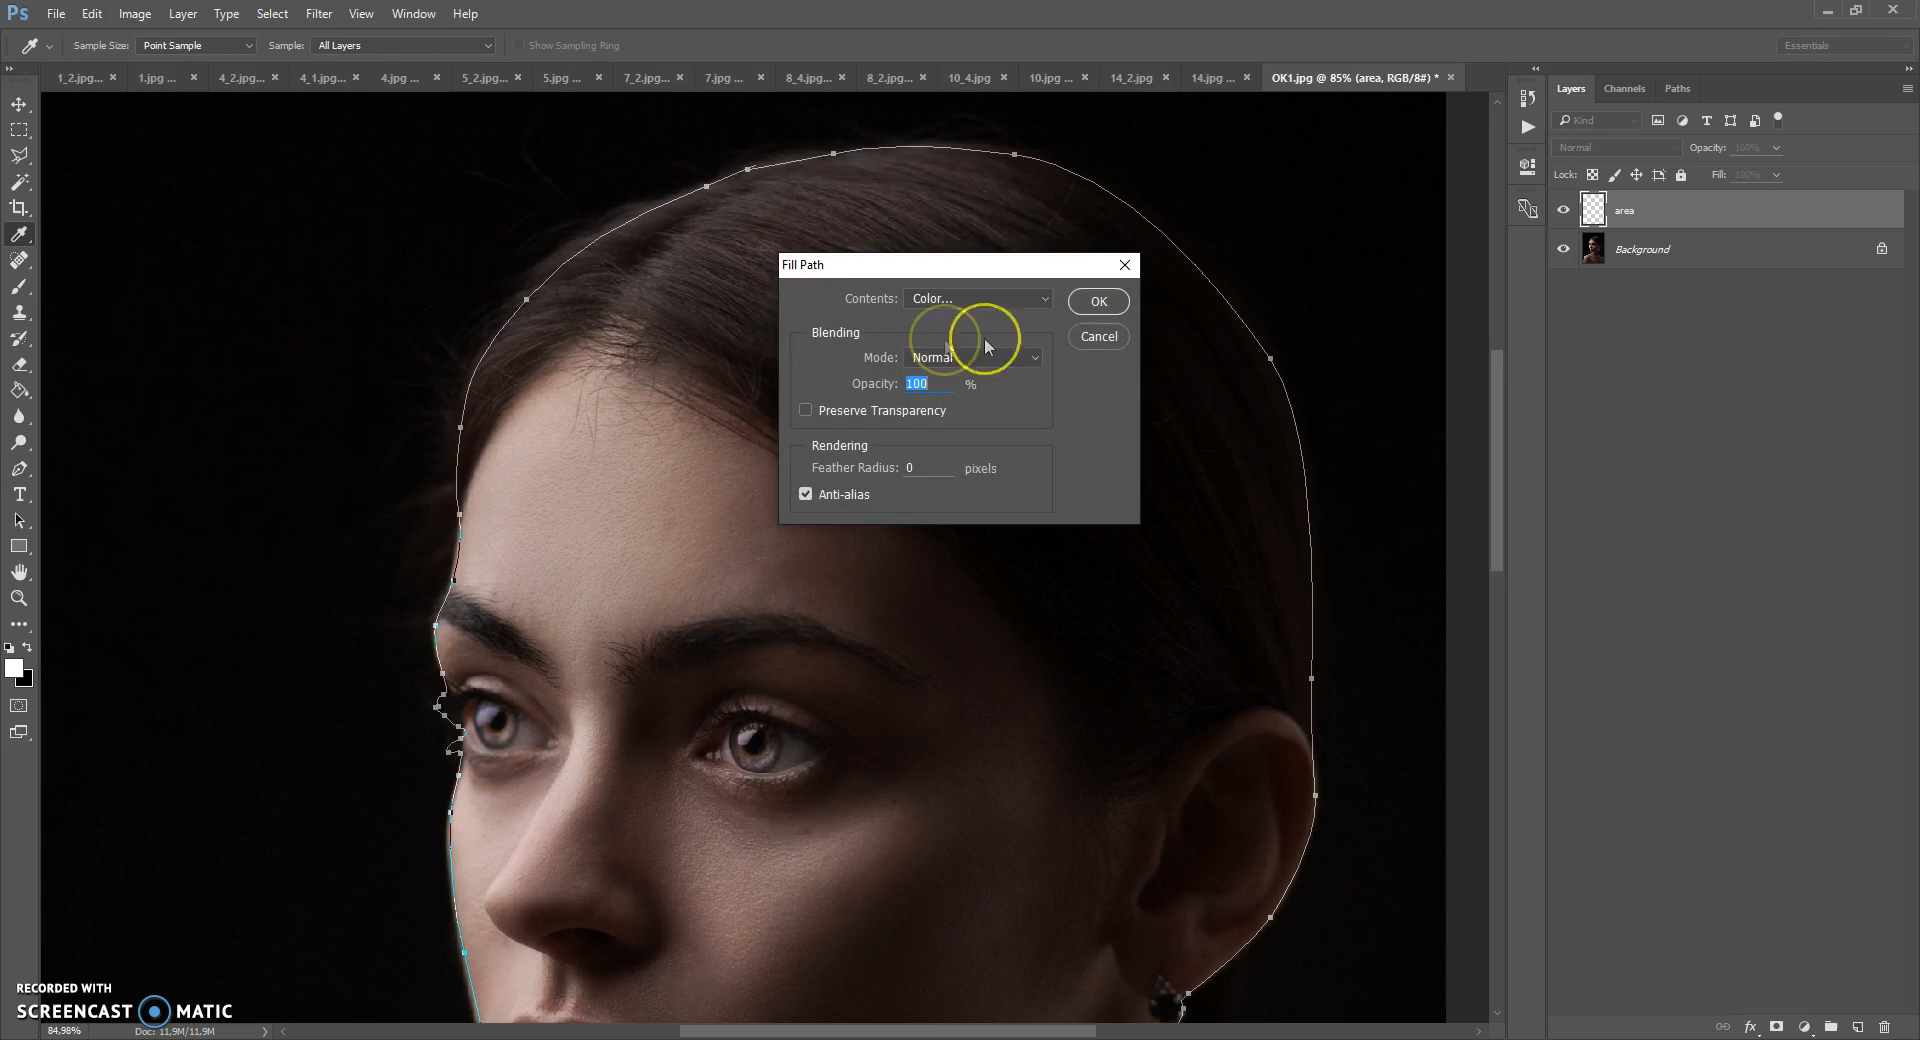 Ps File Edit Image Layer Type Select Filter 3D View Window Help
Sample Size: Point Sample Sample: All Layers Show Sampling Ring Essentials
1_2.jpg... × 1.jpg ... × 4_2.jpg... × 4_1.jpg... × 4.jpg ... × 5_2.jpg... × 5.jpg ... × 7_2.jpg... × 7.jpg ... × 8_4.jpg... × 8_2.jpg... × 10_4.jpg × 10.jpg ... × 14_2.jpg × 14.jpg ... × OK1.jpg @ 85% (area, RGB/8#) * ×
Layers Channels Paths
Kind
Normal Opacity: 100%
Lock: Fill: 100%
area
Background
Fill Path
Contents: Color... OK
Blending
Cancel
Mode: Normal
Opacity: 100 %
Preserve Transparency
Rendering
Feather Radius: 0 pixels
Anti-alias
RECORDED WITH
SCREENCAST MATIC
84,98% Doc: 11,9M/11,9M
fx